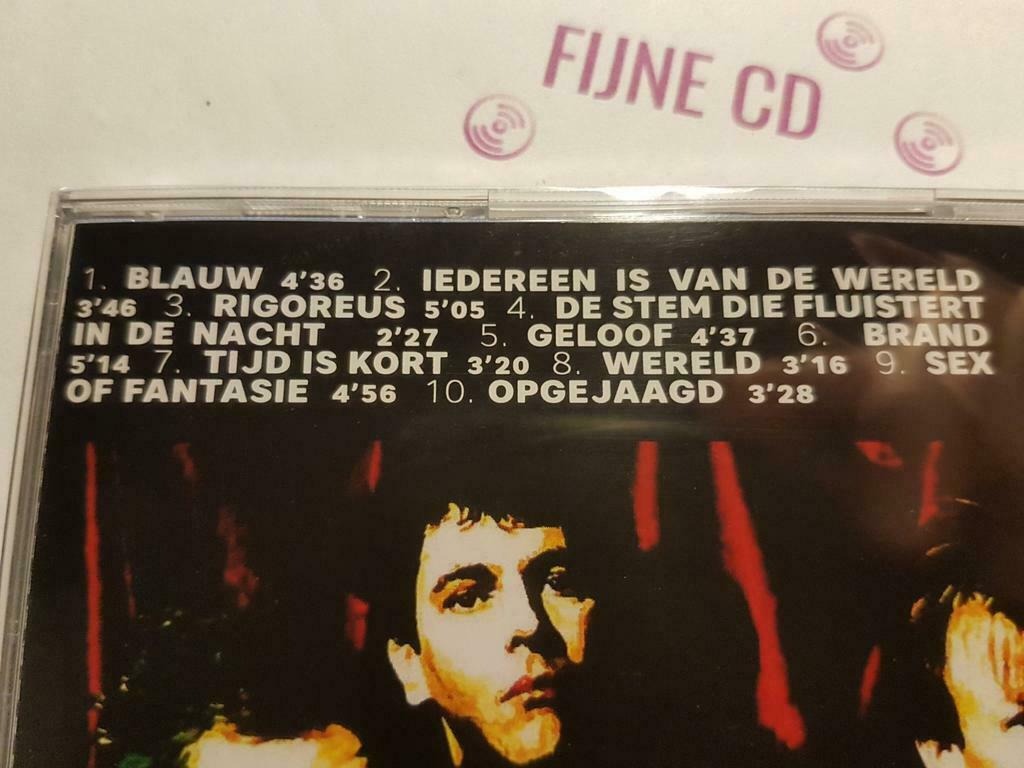 FIJNE CD
1. BLAUW 4'36 2. IEDEREEN IS VAN DE WERELD
3'46 3. RIGOREUS 5'05 4. DE STEM DIE FLUISTERT
IN DE NACHT 2'27 5. GELOOF 4'37 6. BRAND
5'14 7. TIJD IS KORT 3'20 8. WERELD 3'16 9. SEX
OF FANTASIE 4'56 10. OPGEJAAGD 3'28